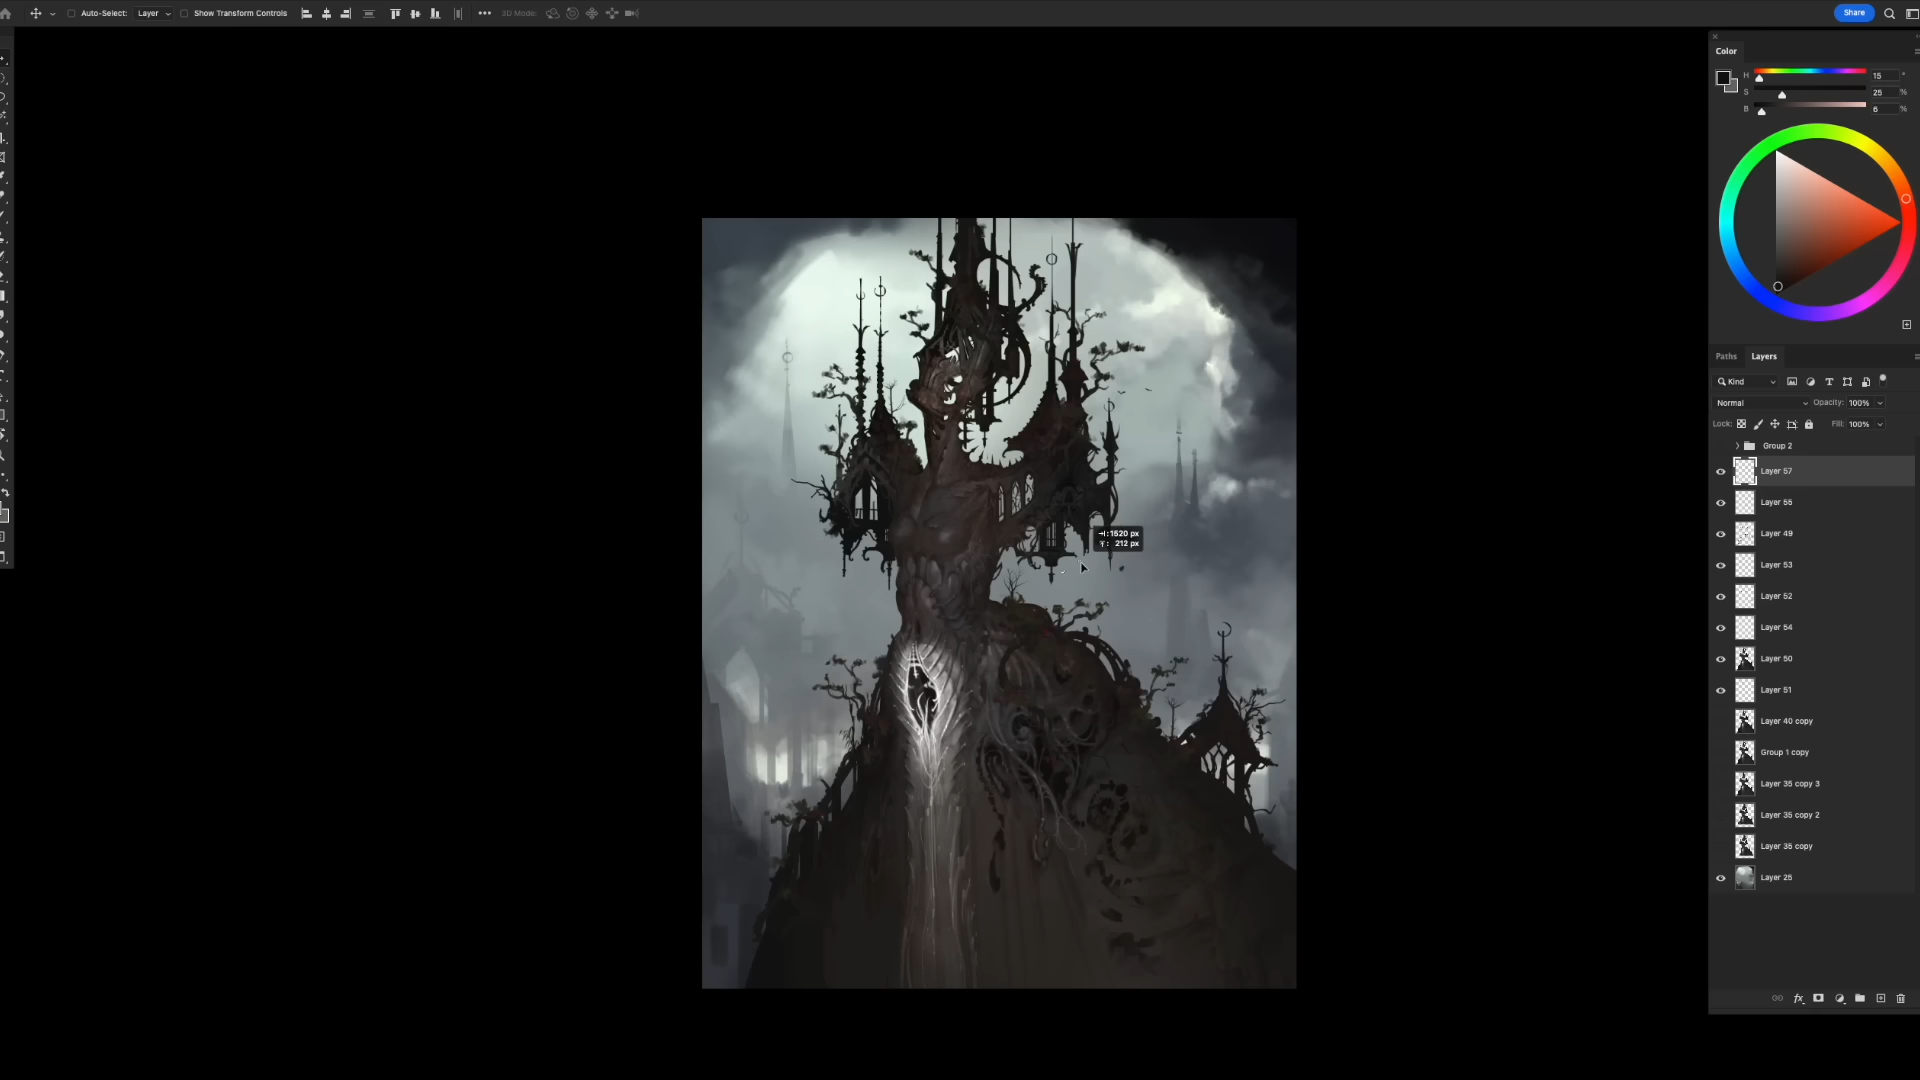 Auto-Select: Layer Show Transform Controls 3D Mode: Share
Color
H 15 °
S 25 %
B 6 %
Paths Layers
Kind
Normal Opacity: 100%
Lock: Fill: 100%
Group 2
Layer 57
Layer 55
Layer 49
Layer 53
Layer 52
Layer 54
Layer 50
Layer 51
Layer 40 copy
Group 1 copy
Layer 35 copy 3
Layer 35 copy 2
Layer 35 copy
Layer 25
fx
: 1520 px
: 212 px